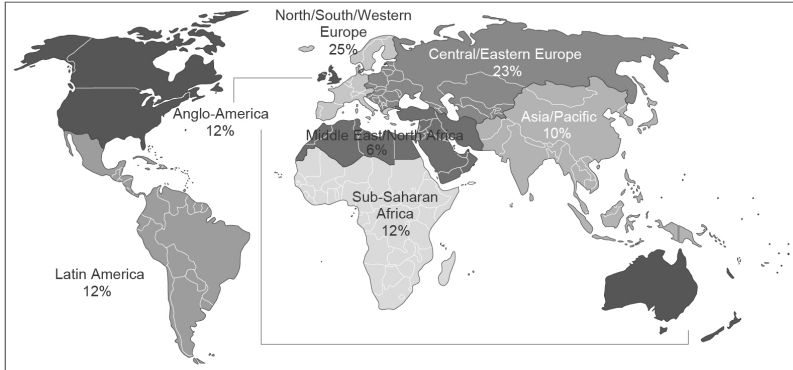 North/South/Western
Europe
25%
Central/Eastern Europe
23%
Anglo-America
12%
Asia/Pacific
10%
Middle East/North Africa
6%
Sub-Saharan
Africa
12%
Latin America
12%